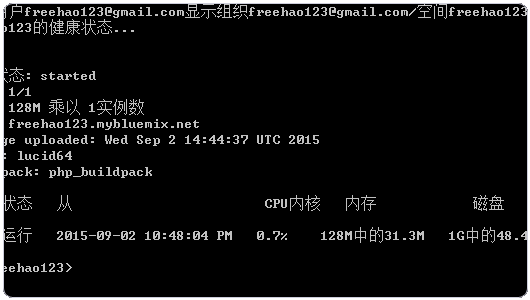 户freehao123@gmail.com显示组织freehao123@gmail.com/空间freehao123
o123的健康状态...
状态: started
1/1
128M 乘以 1实例数
freehao123.mybluemix.net
ge uploaded: Wed Sep 2 14:44:37 UTC 2015
: lucid64
pack: php_buildpack
状态 从 CPU内核 内存 磁盘
运行 2015-09-02 10:48:04 PM 0.7% 128M中的31.3M 1G中的48.4
eehao123>